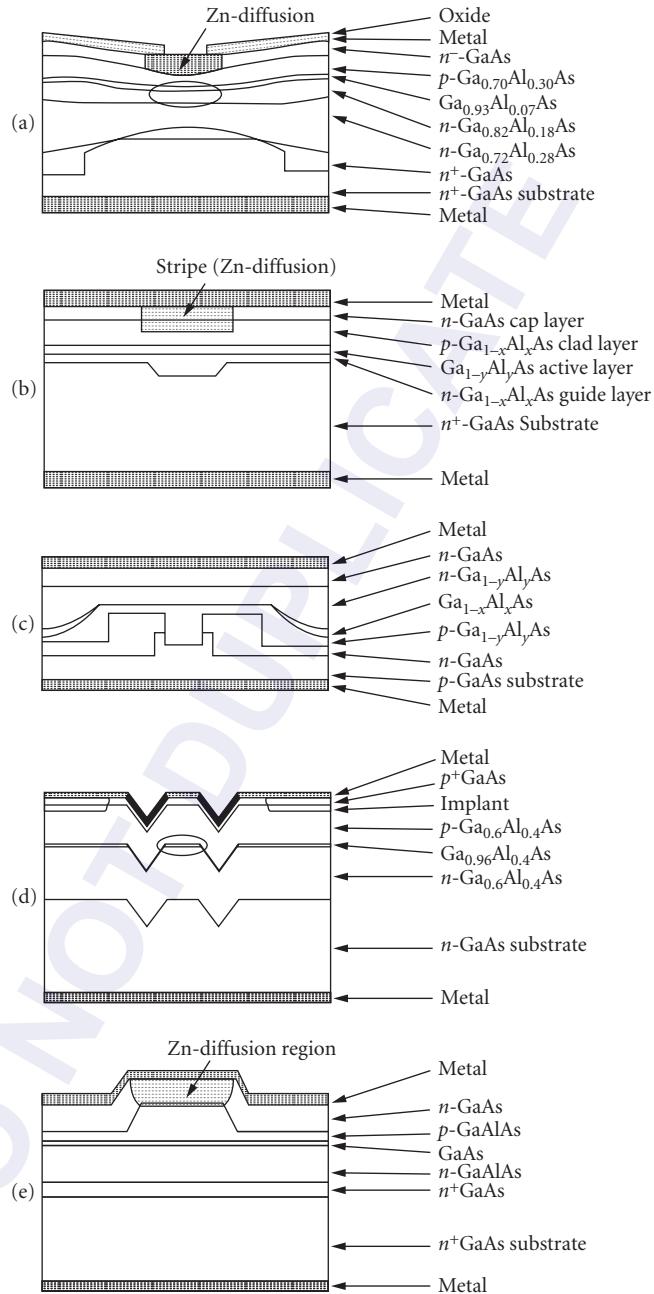 Zn-diffusion
Oxide
Metal
n⁻-GaAs
p-Ga₀.₇₀Al₀.₃₀As
Ga₀.₉₃Al₀.₀₇As
n-Ga₀.₈₂Al₀.₁₈As
n-Ga₀.₇₂Al₀.₂₈As
n⁺-GaAs
n⁺-GaAs substrate
Metal
(a)
Stripe (Zn-diffusion)
Metal
n-GaAs cap layer
p-Ga₁₋ₓAlₓAs clad layer
Ga₁₋yAlyAs active layer
n-Ga₁₋ₓAlₓAs guide layer
n⁺-GaAs Substrate
Metal
(b)
Metal
n-GaAs
n-Ga₁₋yAlyAs
Ga₁₋ₓAlₓAs
p-Ga₁₋yAlyAs
n-GaAs
p-GaAs substrate
Metal
(c)
Metal
p⁺GaAs
Implant
p-Ga₀.₆Al₀.₄As
Ga₀.₉₆Al₀.₄As
n-Ga₀.₆Al₀.₄As
n-GaAs substrate
Metal
(d)
Zn-diffusion region
Metal
n-GaAs
p-GaAlAs
GaAs
n-GaAlAs
n⁺GaAs
n⁺GaAs substrate
Metal
(e)
O NOT DUPLICATE